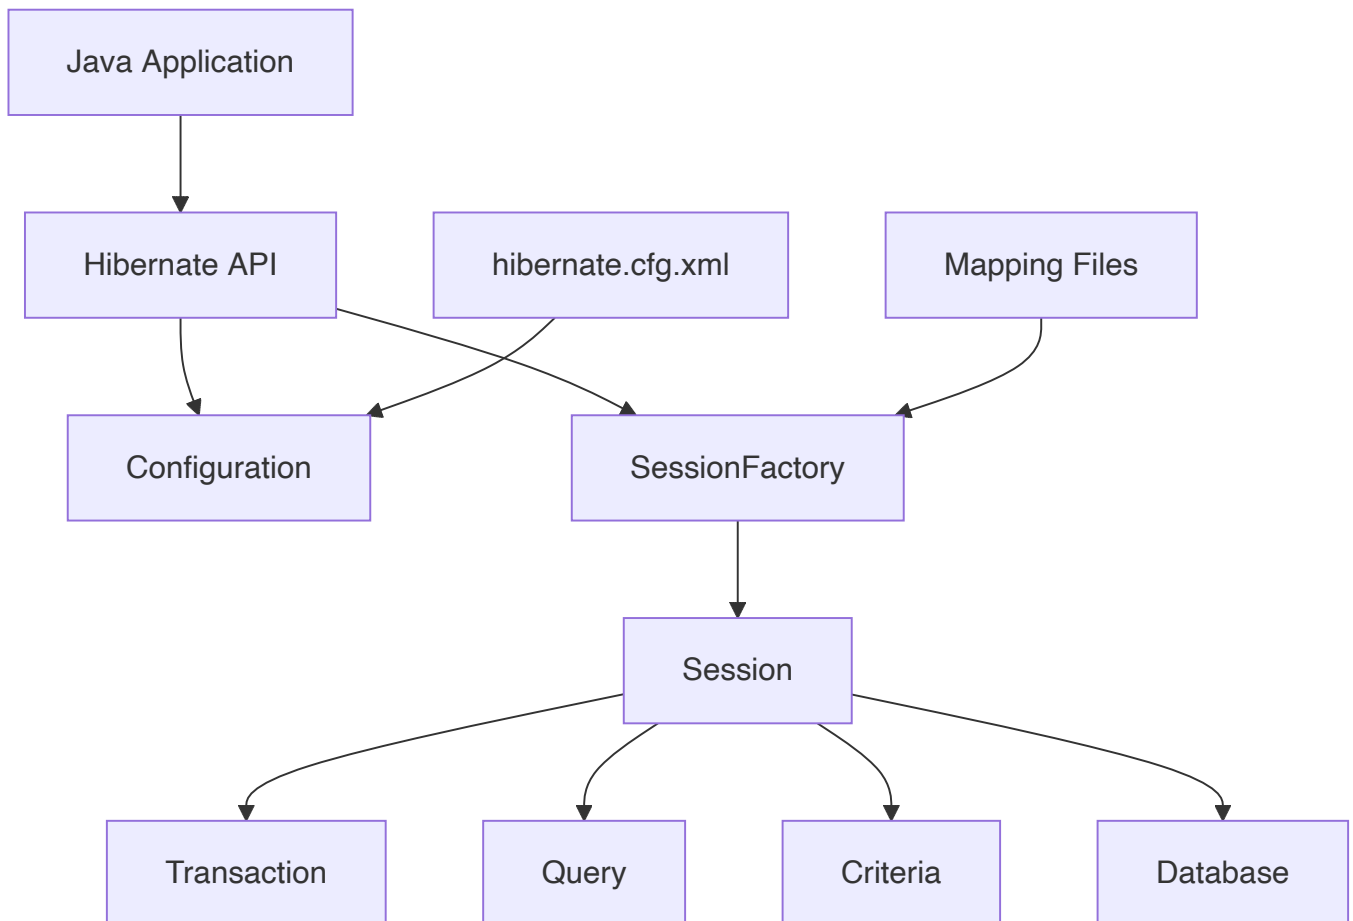 Java Application
Hibernate API
hibernate.cfg.xml
Mapping Files
Configuration
SessionFactory
Session
Transaction
Query
Criteria
Database